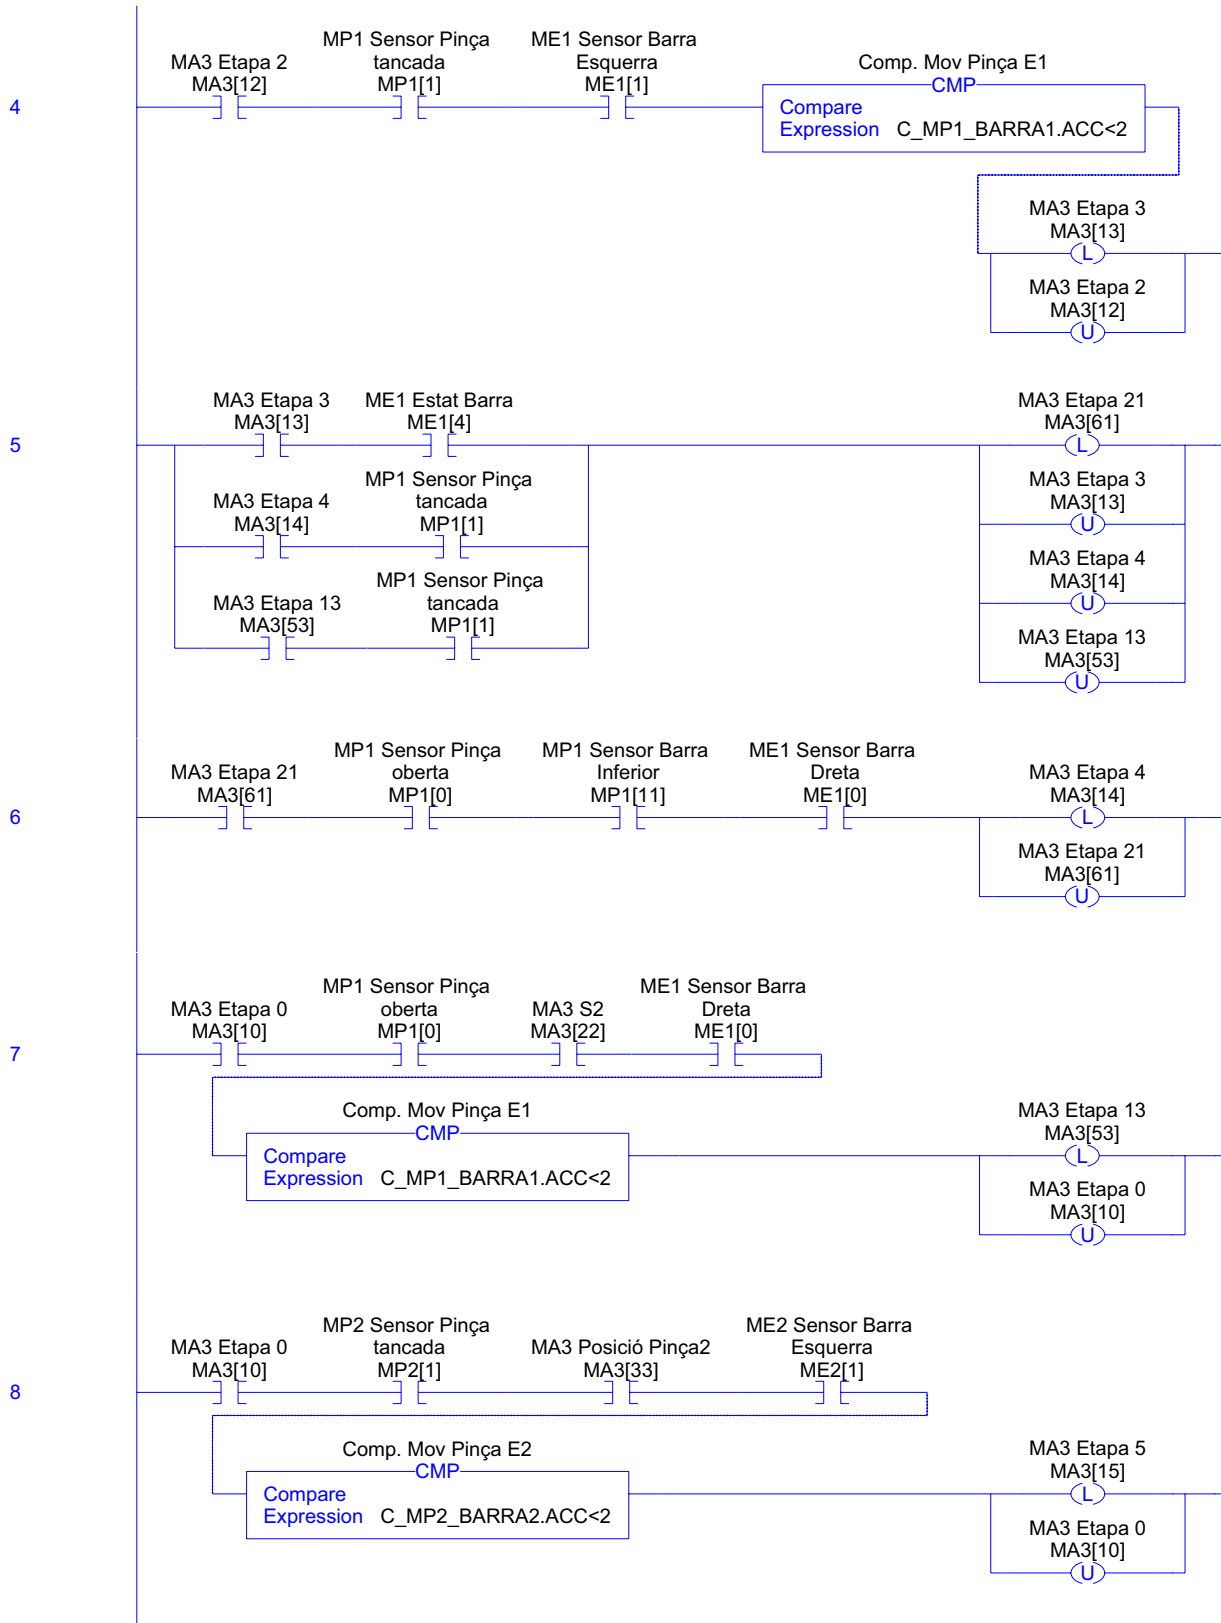 MP1 Sensor Pinça ME1 Sensor Barra
MA3 Etapa 2 tancada Esquerra Comp. Mov Pinça E1
MA3[12] MP1[1] ME1[1] CMP
4
Compare
Expression C_MP1_BARRA1.ACC<2
MA3 Etapa 3
MA3[13]
L
MA3 Etapa 2
MA3[12]
U
MA3 Etapa 3 ME1 Estat Barra MA3 Etapa 21
MA3[13] ME1[4] MA3[61]
5 L
MP1 Sensor Pinça MA3 Etapa 3
MA3 Etapa 4 tancada MA3[13]
MA3[14] MP1[1] U
MA3 Etapa 4
MP1 Sensor Pinça MA3[14]
MA3 Etapa 13 tancada U
MA3[53] MP1[1] MA3 Etapa 13
MA3[53]
U
MP1 Sensor Pinça MP1 Sensor Barra ME1 Sensor Barra
MA3 Etapa 21 oberta Inferior Dreta MA3 Etapa 4
MA3[61] MP1[0] MP1[11] ME1[0] MA3[14]
6 L
MA3 Etapa 21
MA3[61]
U
MP1 Sensor Pinça ME1 Sensor Barra
MA3 Etapa 0 oberta MA3 S2 Dreta
MA3[10] MP1[0] MA3[22] ME1[0]
7
Comp. Mov Pinça E1 MA3 Etapa 13
CMP MA3[53]
Compare L
Expression C_MP1_BARRA1.ACC<2
MA3 Etapa 0
MA3[10]
U
MP2 Sensor Pinça ME2 Sensor Barra
MA3 Etapa 0 tancada MA3 Posició Pinça2 Esquerra
MA3[10] MP2[1] MA3[33] ME2[1]
8
Comp. Mov Pinça E2 MA3 Etapa 5
CMP MA3[15]
Compare L
Expression C_MP2_BARRA2.ACC<2
MA3 Etapa 0
MA3[10]
U